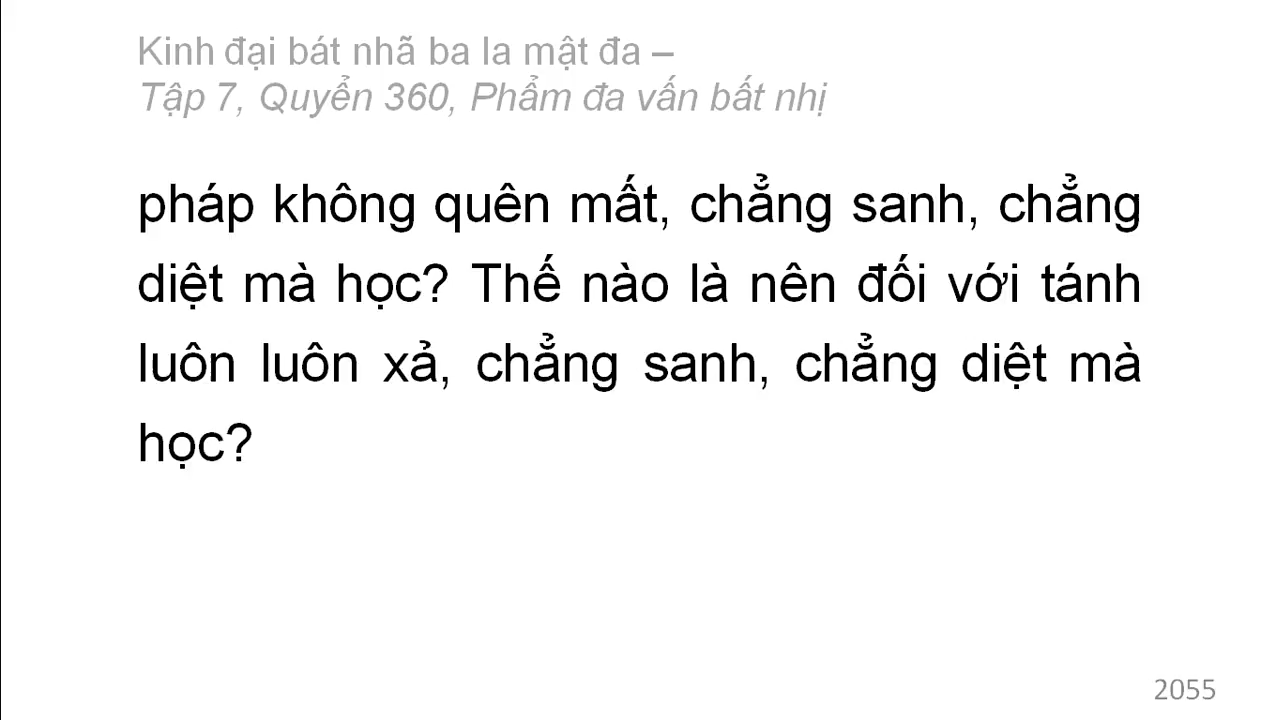 Kinh đại bát nhã ba la mật đa –
Tập 7, Quyển 360, Phẩm đa vấn bất nhị
pháp không quên mất, chẳng sanh, chẳng
diệt mà học? Thế nào là nên đối với tánh
luôn luôn xả, chẳng sanh, chẳng diệt mà
học?
2055